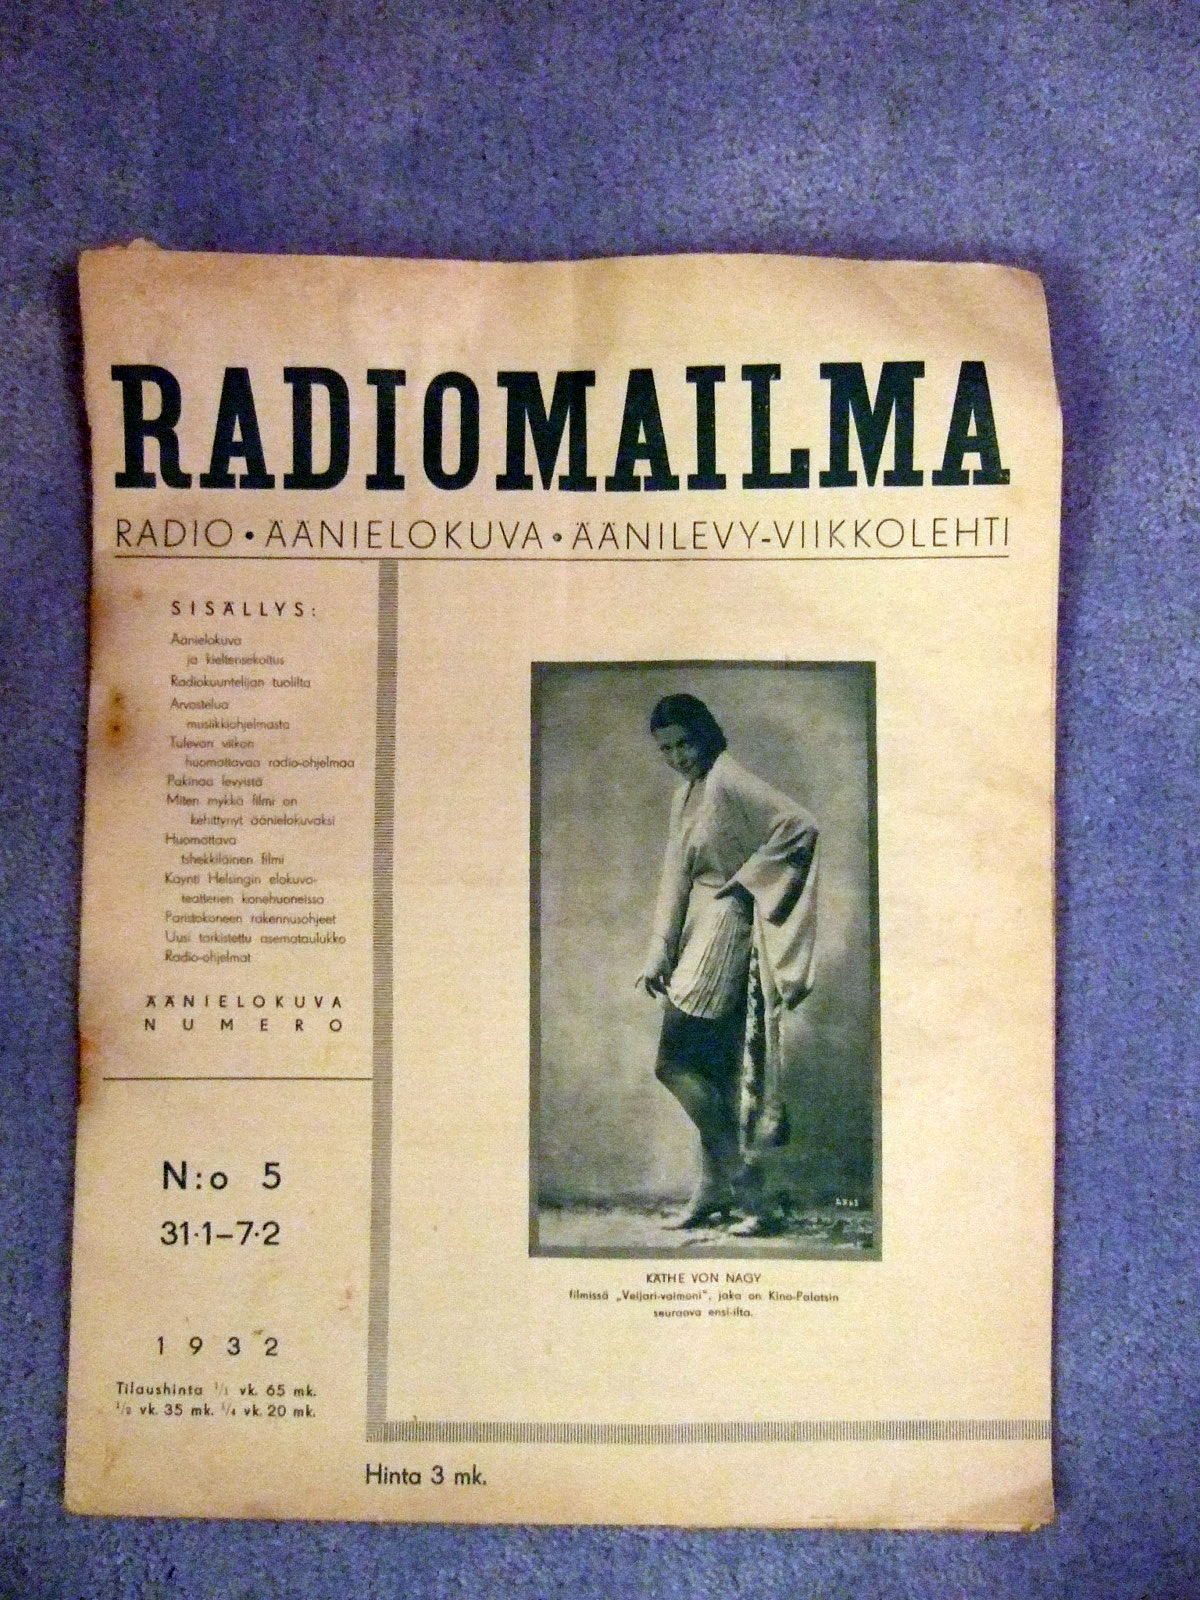 RADIOMAILMA
RADIO • ÄÄNIELOKUVA • ÄÄNILEVY-VIIKKOLEHTI
SISÄLLYS:
Äänielokuva
ja kieltensekoitus
Radiokuuntelijan tuolilta
Arvostelua
musiikkiohjelmasta
Tulevan viikon
huomattavaa radio-ohjelmaa
Pakinaa levyistä
Miten mykkä filmi on
kehittynyt äänielokuvaksi
Huomattava
tshekkiläinen filmi
Käynti Helsingin elokuva-
teatterien konehuoneissa
Paristokoneen rakennusohjeet
Uusi tarkistettu asemataulukko
Radio-ohjelmat
ÄÄNIELOKUVA
NUMERO
N:o 5
31·1–7·2
1932
Tilaushinta 1/1 vk. 65 mk.
1/2 vk. 35 mk. 1/4 vk. 20 mk.
KÄTHE VON NAGY
filmissä „Veijari-vaimoni", joka on Kino-Palatsin
seuraava ensi-ilta.
Hinta 3 mk.